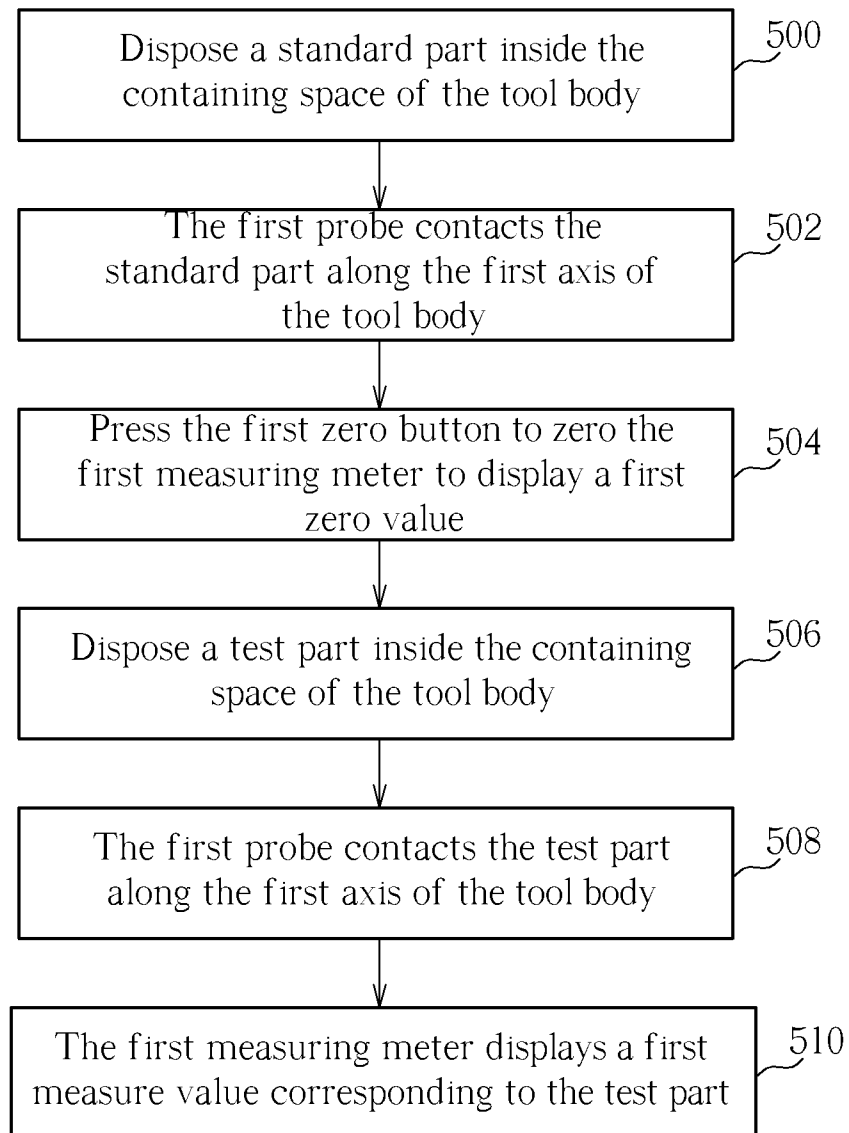 Dispose a standard part inside the
containing space of the tool body
500
The first probe contacts the
standard part along the first axis of
the tool body
502
Press the first zero button to zero the
first measuring meter to display a first
zero value
504
Dispose a test part inside the containing
space of the tool body
506
The first probe contacts the test part
along the first axis of the tool body
508
The first measuring meter displays a first
measure value corresponding to the test part
510